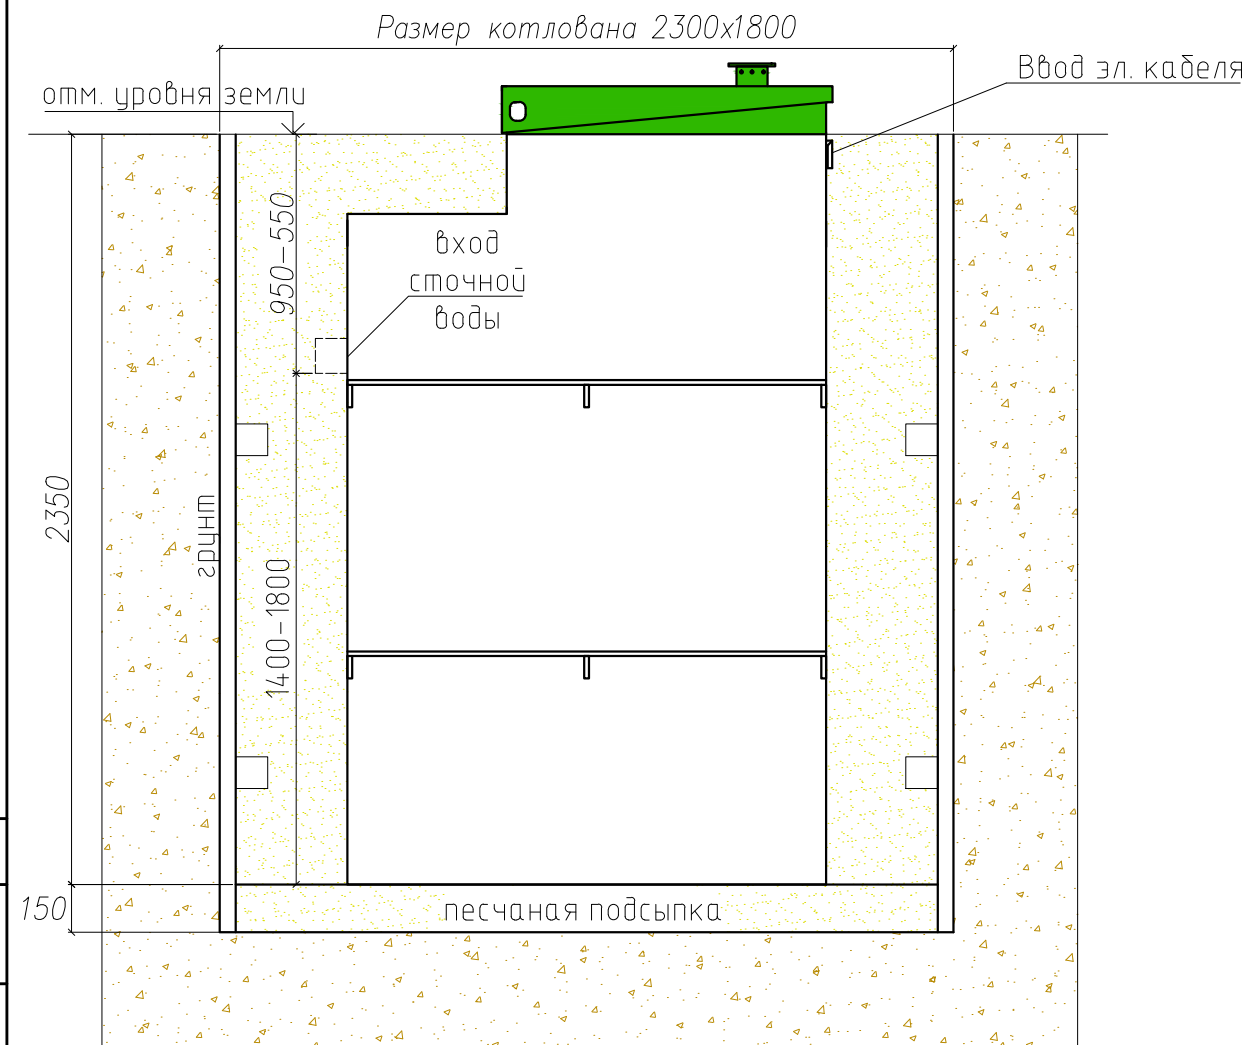 Размер котлована 2300х1800
Ввод эл. кабеля
отм. уровня земли
950-550
вход
сточной
воды
2350
грунт
1400-1800
150
песчаная подсыпка